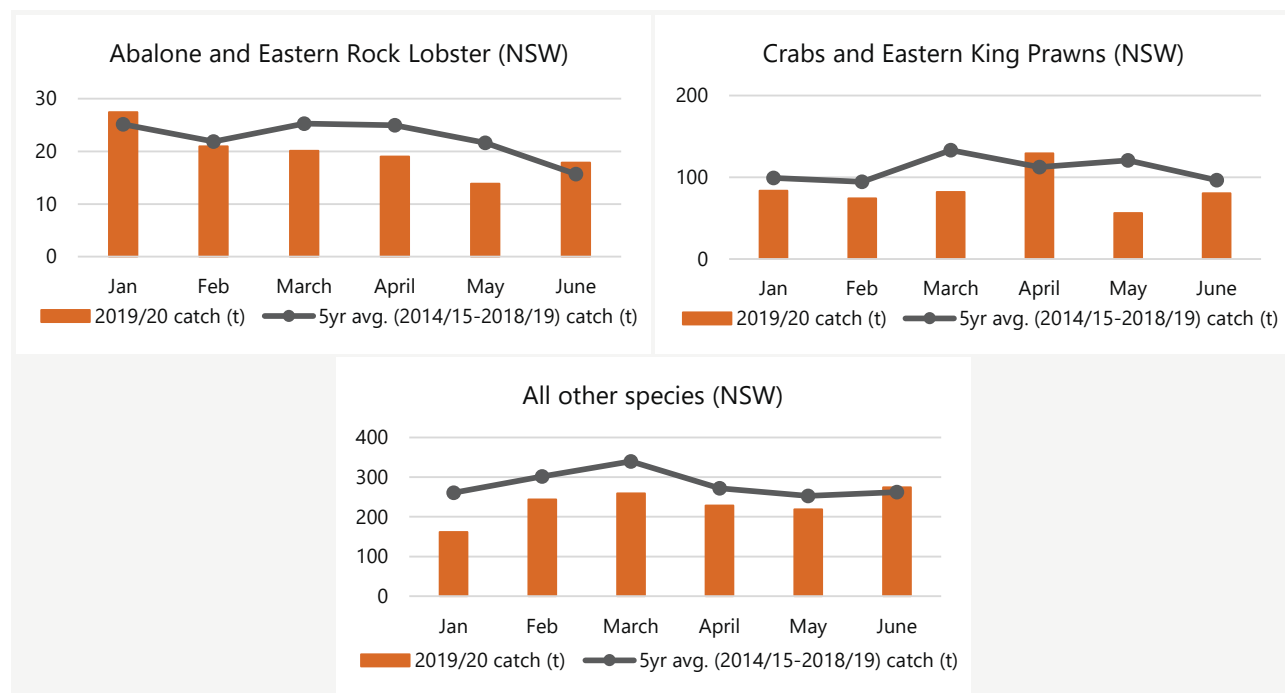 Abalone and Eastern Rock Lobster (NSW)
30
20
10
0
Jan Feb March April May June
2019/20 catch (t) 5yr avg. (2014/15-2018/19) catch (t)
Crabs and Eastern King Prawns (NSW)
200
100
0
Jan Feb March April May June
2019/20 catch (t) 5yr avg. (2014/15-2018/19) catch (t)
All other species (NSW)
400
300
200
100
0
Jan Feb March April May June
2019/20 catch (t) 5yr avg. (2014/15-2018/19) catch (t)